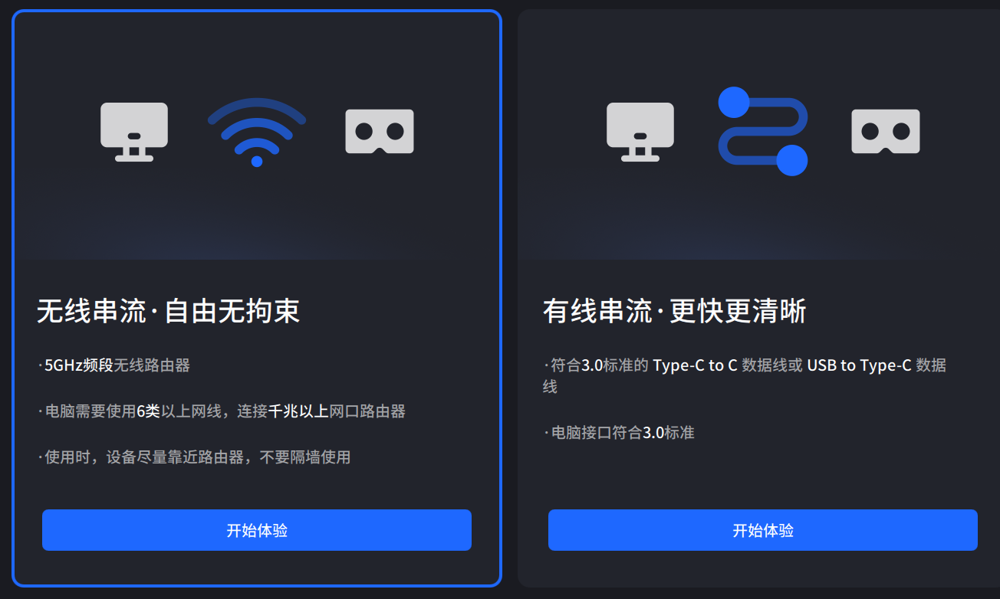 无线串流·自由无拘束
·5GHz频段无线路由器
·电脑需要使用6类以上网线，连接千兆以上网口路由器
·使用时，设备尽量靠近路由器，不要隔墙使用
开始体验
有线串流·更快更清晰
·符合3.0标准的 Type-C to C 数据线或 USB to Type-C 数据
线
·电脑接口符合3.0标准
开始体验